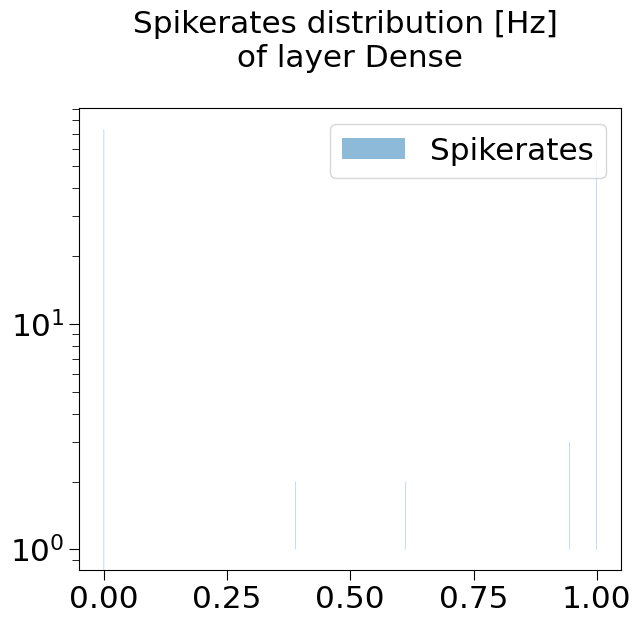 Spikerates distribution [Hz]
of layer Dense
Spikerates
10¹
10⁰
0.00 0.25 0.50 0.75 1.00